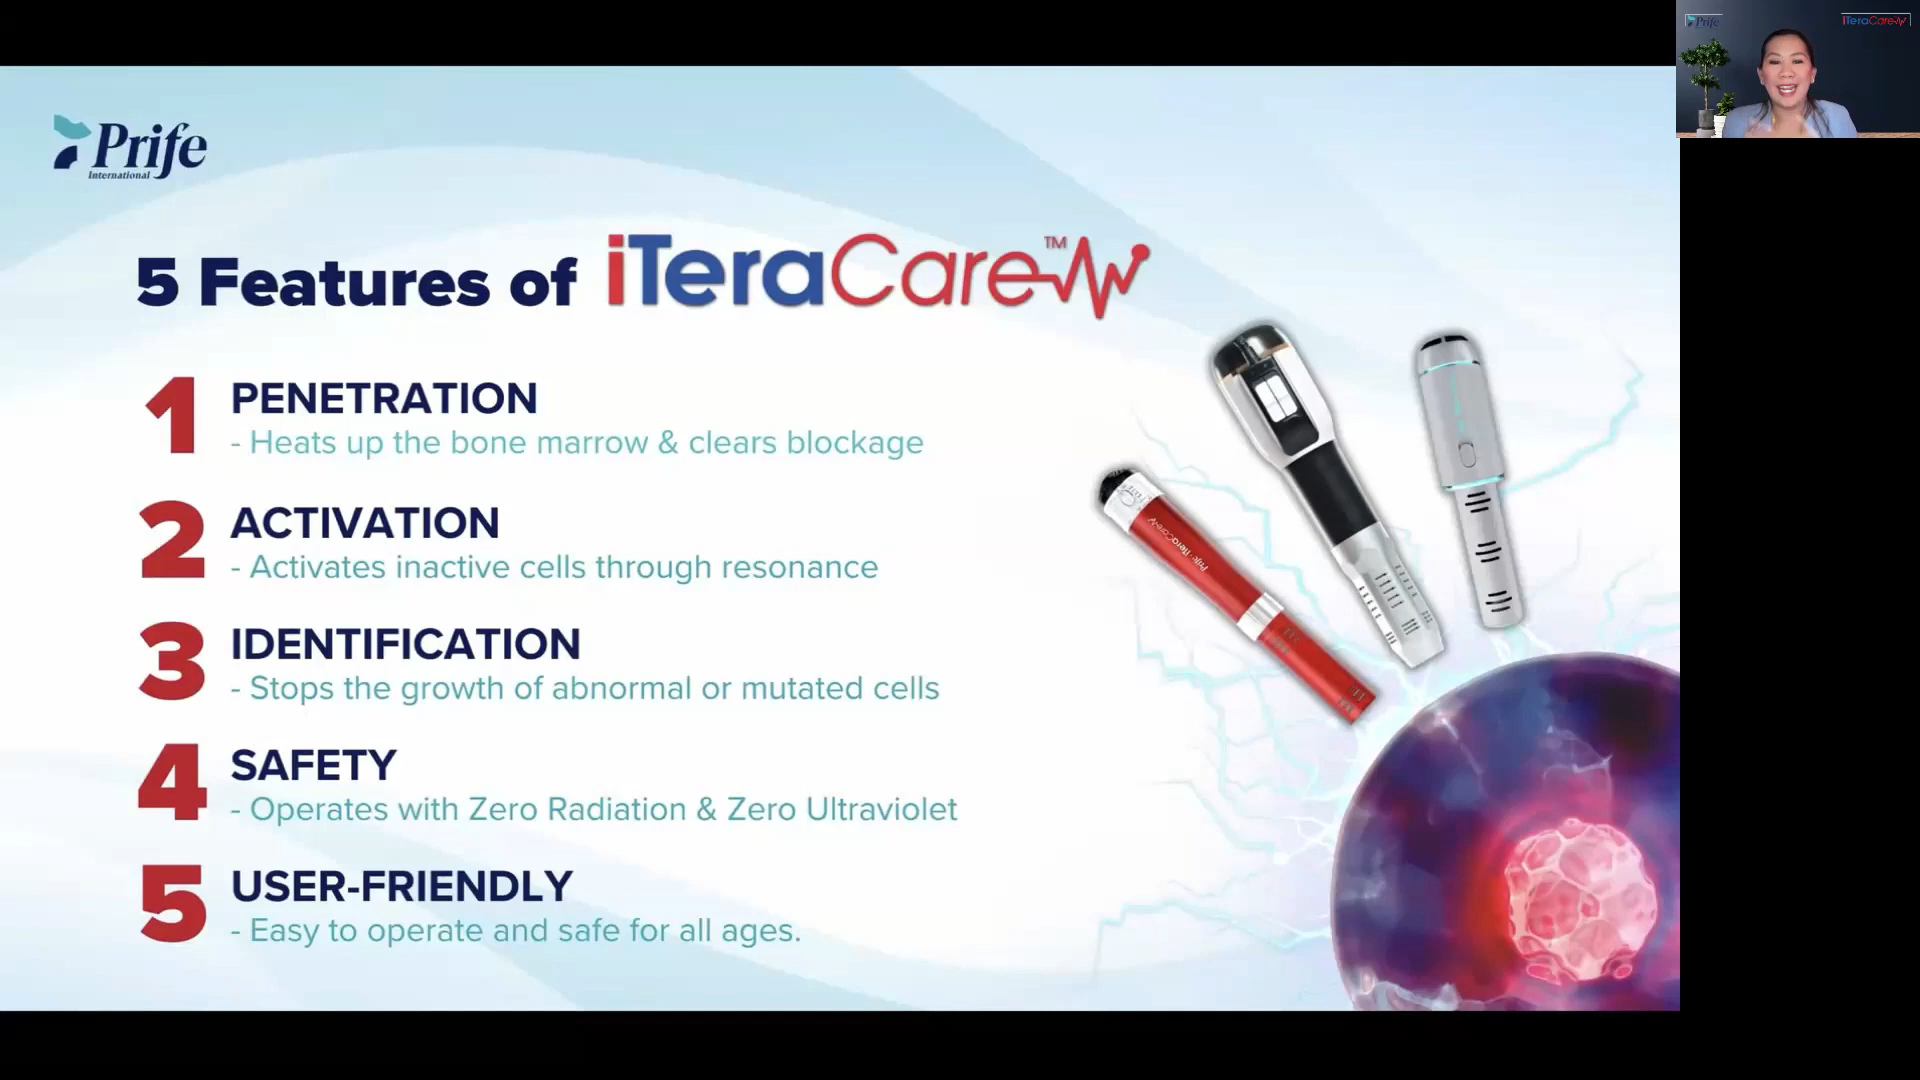 Prife
International
5 Features of iTeraCare™
1 PENETRATION
- Heats up the bone marrow & clears blockage
2 ACTIVATION
- Activates inactive cells through resonance
3 IDENTIFICATION
- Stops the growth of abnormal or mutated cells
4 SAFETY
- Operates with Zero Radiation & Zero Ultraviolet
5 USER-FRIENDLY
- Easy to operate and safe for all ages.
Prife iTeraCare
Prife
iTeraCare